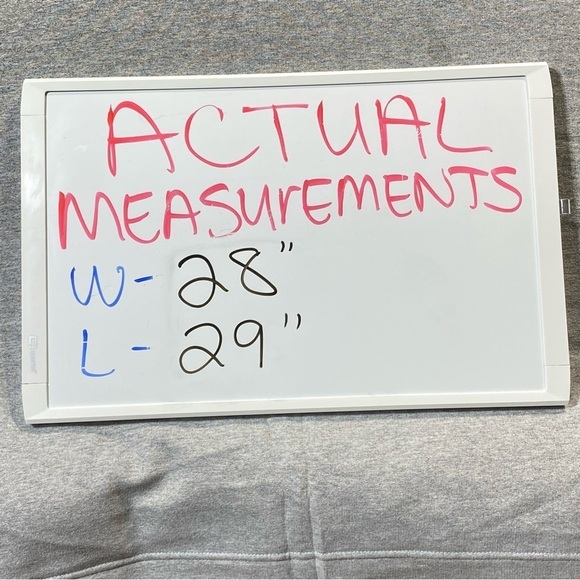 ACTUAL
MEASUrEMENTS
W- 28"
L- 29"